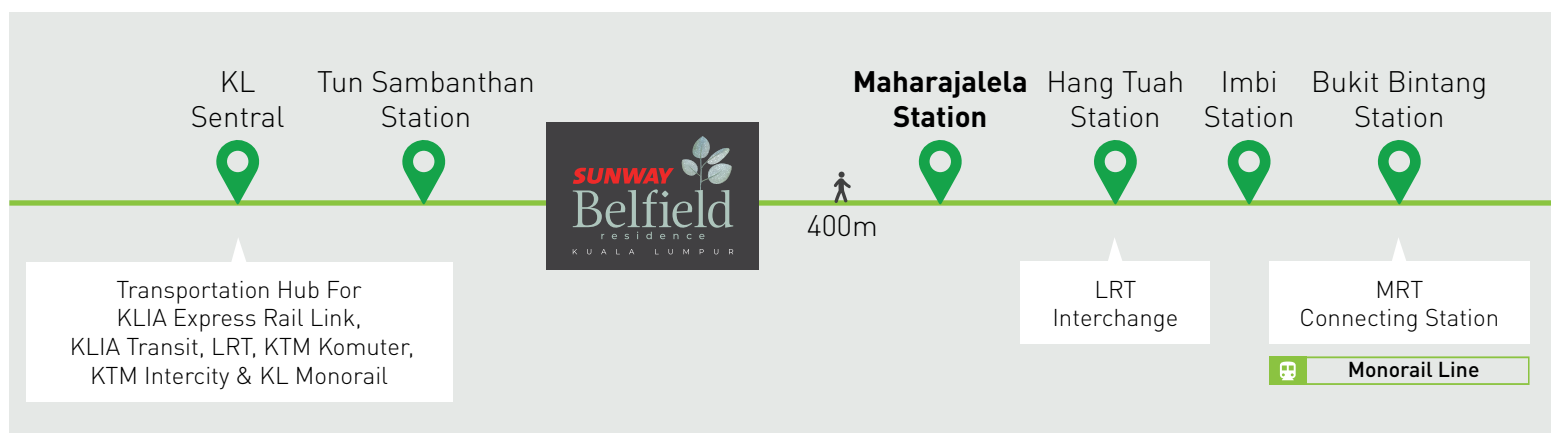 KL
Sentral
Tun Sambanthan
Station
SUNWAY
Belfield
residence
KUALA LUMPUR
400m
Maharajalela
Station
Hang Tuah
Station
Imbi
Station
Bukit Bintang
Station
Transportation Hub For
KLIA Express Rail Link,
KLIA Transit, LRT, KTM Komuter,
KTM Intercity & KL Monorail
LRT
Interchange
MRT
Connecting Station
Monorail Line